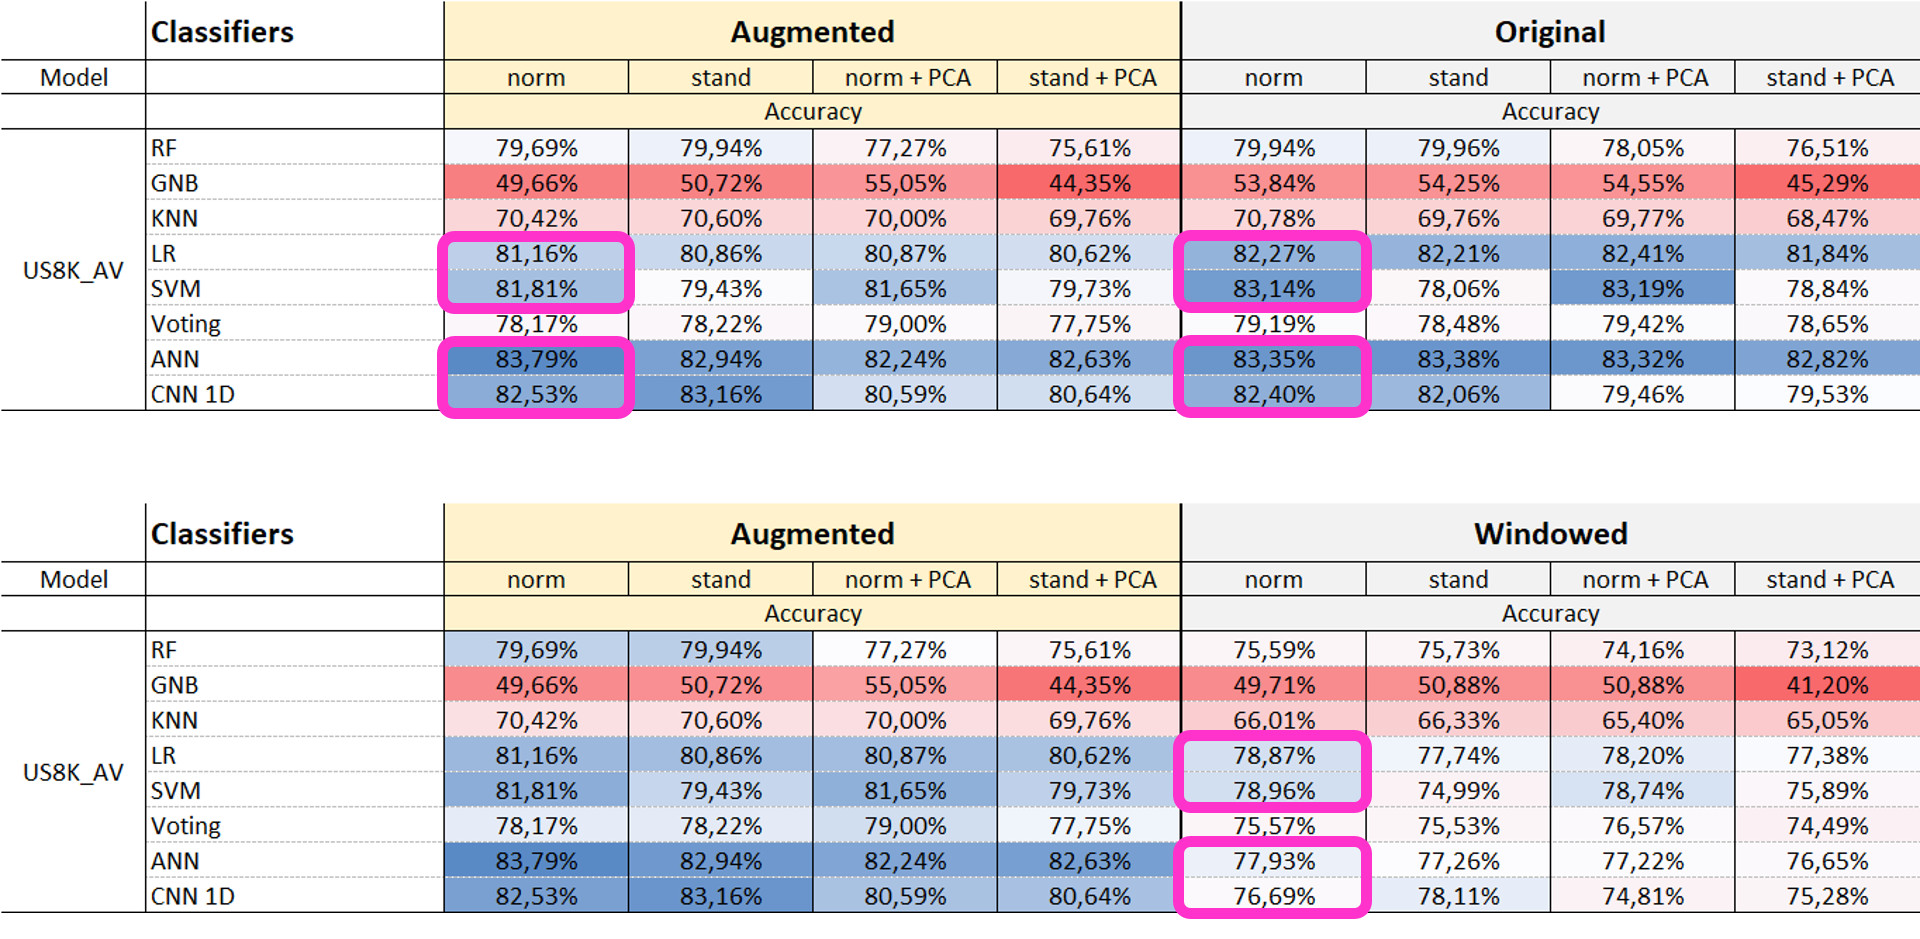 Classifiers Augmented Original
Model norm stand norm + PCA stand + PCA norm stand norm + PCA stand + PCA
Accuracy Accuracy
RF 79,69% 79,94% 77,27% 75,61% 79,94% 79,96% 78,05% 76,51%
GNB 49,66% 50,72% 55,05% 44,35% 53,84% 54,25% 54,55% 45,29%
KNN 70,42% 70,60% 70,00% 69,76% 70,78% 69,76% 69,77% 68,47%
LR 81,16% 80,86% 80,87% 80,62% 82,27% 82,21% 82,41% 81,84%
US8K_AV
SVM 81,81% 79,43% 81,65% 79,73% 83,14% 78,06% 83,19% 78,84%
Voting 78,17% 78,22% 79,00% 77,75% 79,19% 78,48% 79,42% 78,65%
ANN 83,79% 82,94% 82,24% 82,63% 83,35% 83,38% 83,32% 82,82%
CNN 1D 82,53% 83,16% 80,59% 80,64% 82,40% 82,06% 79,46% 79,53%
Classifiers Augmented Windowed
Model norm stand norm + PCA stand + PCA norm stand norm + PCA stand + PCA
Accuracy Accuracy
RF 79,69% 79,94% 77,27% 75,61% 75,59% 75,73% 74,16% 73,12%
GNB 49,66% 50,72% 55,05% 44,35% 49,71% 50,88% 50,88% 41,20%
KNN 70,42% 70,60% 70,00% 69,76% 66,01% 66,33% 65,40% 65,05%
LR 81,16% 80,86% 80,87% 80,62% 78,87% 77,74% 78,20% 77,38%
US8K_AV
SVM 81,81% 79,43% 81,65% 79,73% 78,96% 74,99% 78,74% 75,89%
Voting 78,17% 78,22% 79,00% 77,75% 75,57% 75,53% 76,57% 74,49%
ANN 83,79% 82,94% 82,24% 82,63% 77,93% 77,26% 77,22% 76,65%
CNN 1D 82,53% 83,16% 80,59% 80,64% 76,69% 78,11% 74,81% 75,28%